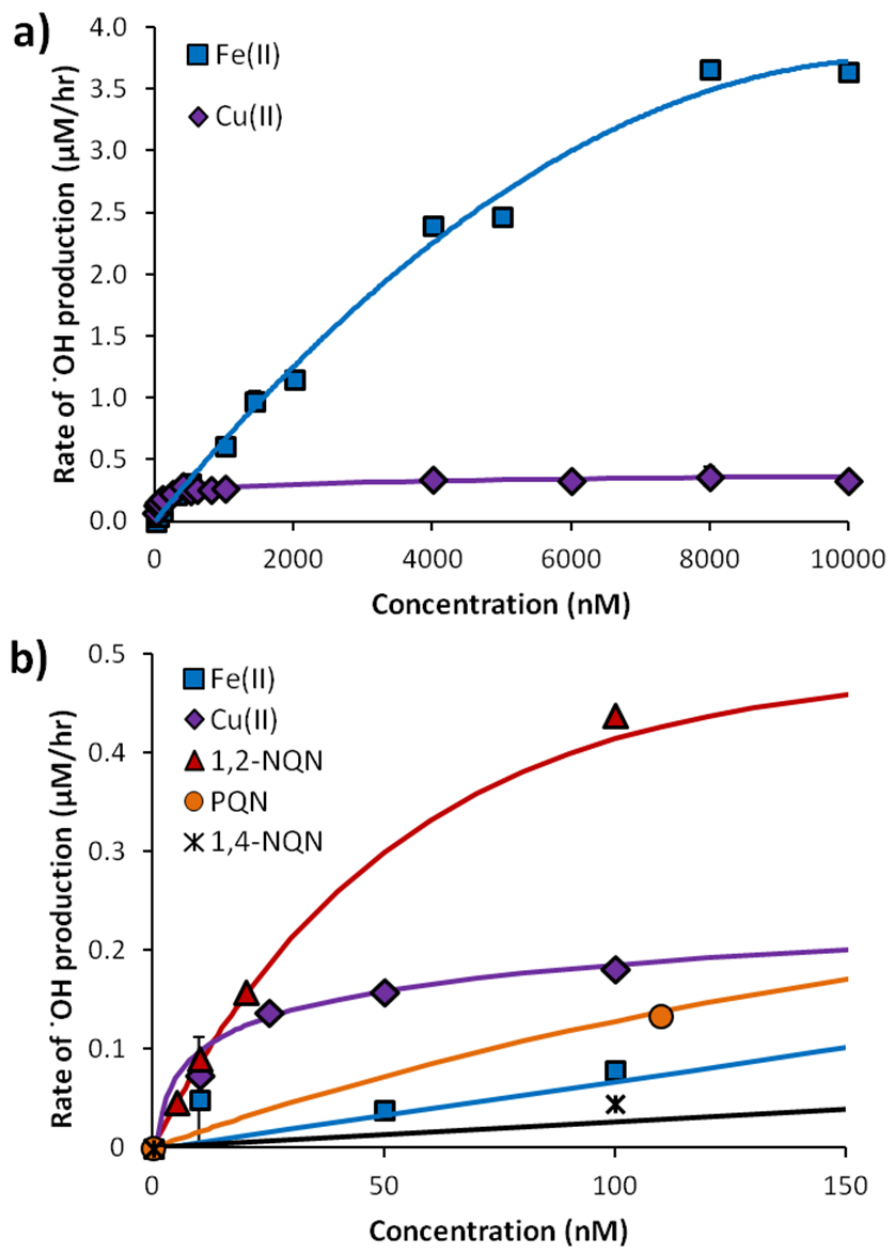 a)
Fe(II)
Cu(II)
Rate of ˙OH production (µM/hr)
4.0
3.5
3.0
2.5
2.0
1.5
1.0
0.5
0.0
0 2000 4000 6000 8000 10000
Concentration (nM)
b)
Fe(II)
Cu(II)
1,2-NQN
PQN
1,4-NQN
Rate of ˙OH production (µM/hr)
0.5
0.4
0.3
0.2
0.1
0
0 50 100 150
Concentration (nM)